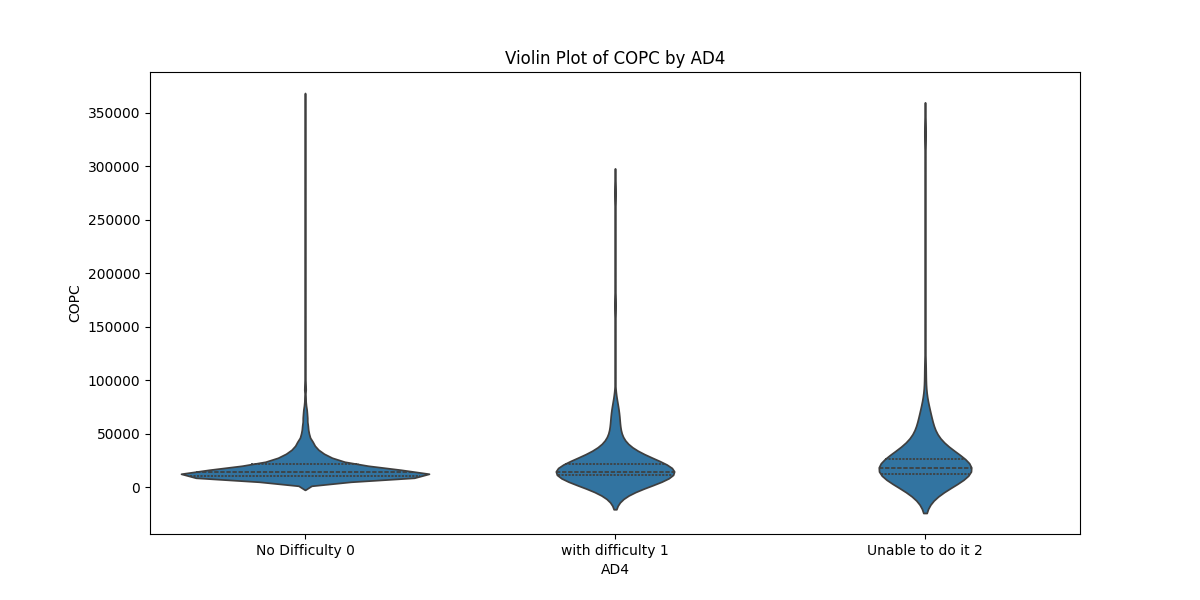 Violin Plot of COPC by AD4
350000
300000
250000
200000
150000
100000
50000
0
COPC
No Difficulty 0
with difficulty 1
Unable to do it 2
AD4